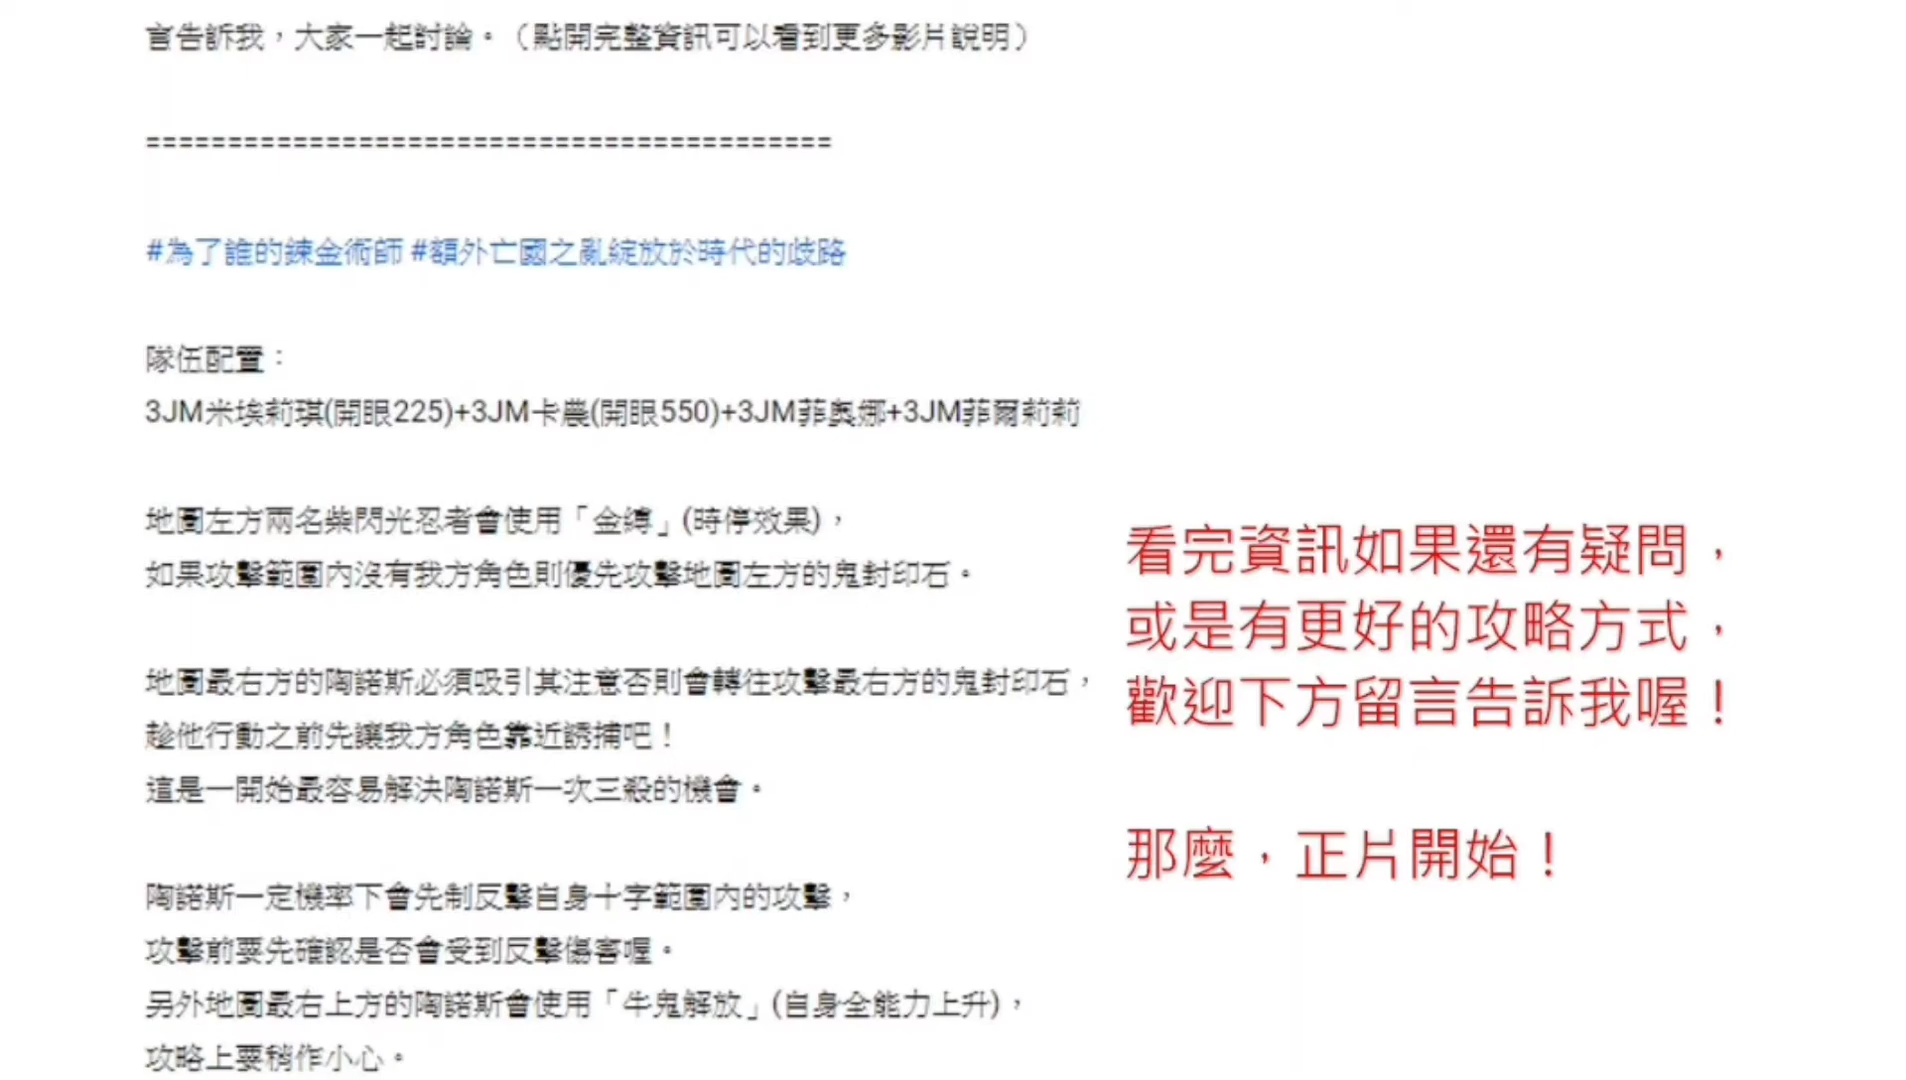 言告訴我，大家一起討論。（點開完整資訊可以看到更多影片說明）
==========================================
#為了誰的鍊金術師 #額外亡國之亂綻放於時代的歧路
隊伍配置：
3JM米埃莉琪(開眼225)+3JM卡農(開眼550)+3JM菲奧娜+3JM菲爾莉莉
地圖左方兩名柴閃光忍者會使用「金縛」(時停效果)，
如果攻擊範圍內沒有我方角色則優先攻擊地圖左方的鬼封印石。
地圖最右方的陶諾斯必須吸引其注意否則會轉往攻擊最右方的鬼封印石，
趁他行動之前先讓我方角色靠近誘捕吧！
這是一開始最容易解決陶諾斯一次三殺的機會。
陶諾斯一定機率下會先制反擊自身十字範圍內的攻擊，
攻擊前要先確認是否會受到反擊傷害喔。
另外地圖最右上方的陶諾斯會使用「牛鬼解放」(自身全能力上升)，
攻略上要稍作小心。
看完資訊如果還有疑問，
或是有更好的攻略方式，
歡迎下方留言告訴我喔！
那麼，正片開始！